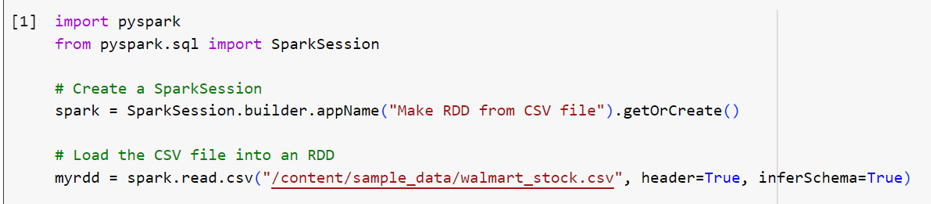 [1] import pyspark
from pyspark.sql import SparkSession
# Create a SparkSession
spark = SparkSession.builder.appName("Make RDD from CSV file").getOrCreate()
# Load the CSV file into an RDD
myrdd = spark.read.csv("/content/sample_data/walmart_stock.csv", header=True, inferSchema=True)